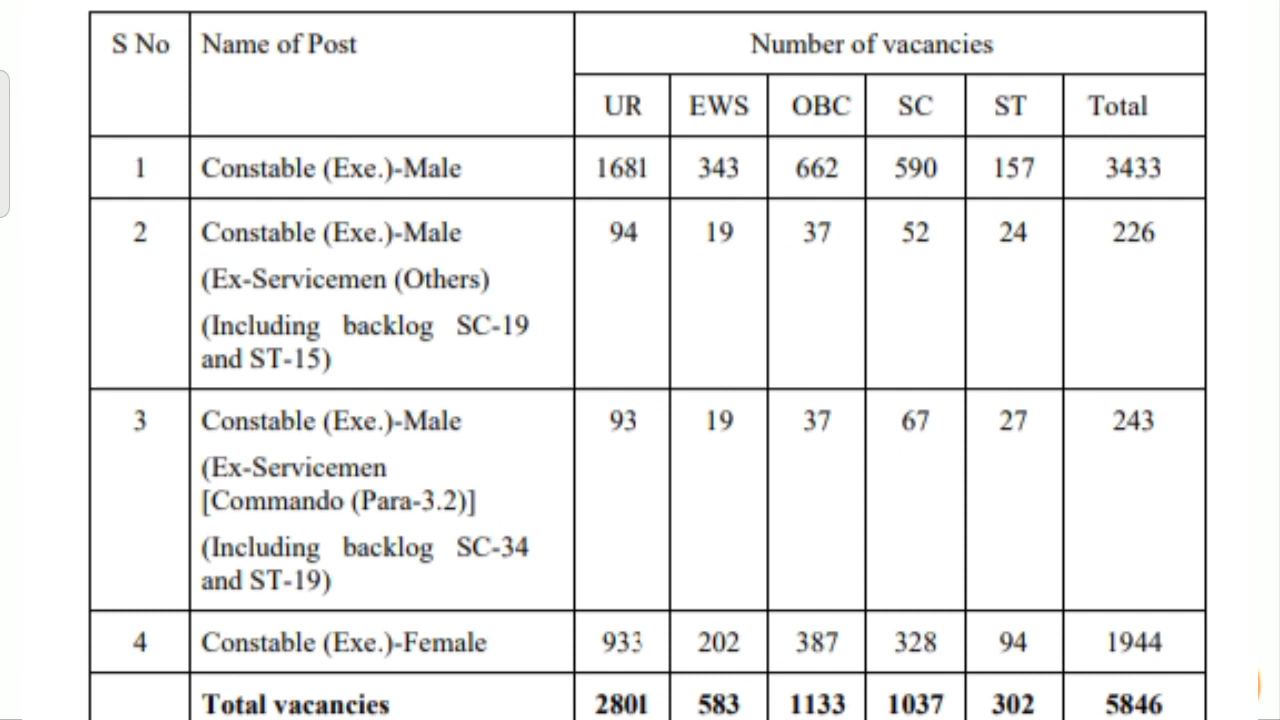 S No Name of Post Number of vacancies
UR EWS OBC SC ST Total
1 Constable (Exe.)-Male 1681 343 662 590 157 3433
2 Constable (Exe.)-Male 94 19 37 52 24 226
(Ex-Servicemen (Others)
(Including backlog SC-19
and ST-15)
3 Constable (Exe.)-Male 93 19 37 67 27 243
(Ex-Servicemen
[Commando (Para-3.2)]
(Including backlog SC-34
and ST-19)
4 Constable (Exe.)-Female 933 202 387 328 94 1944
Total vacancies 2801 583 1133 1037 302 5846